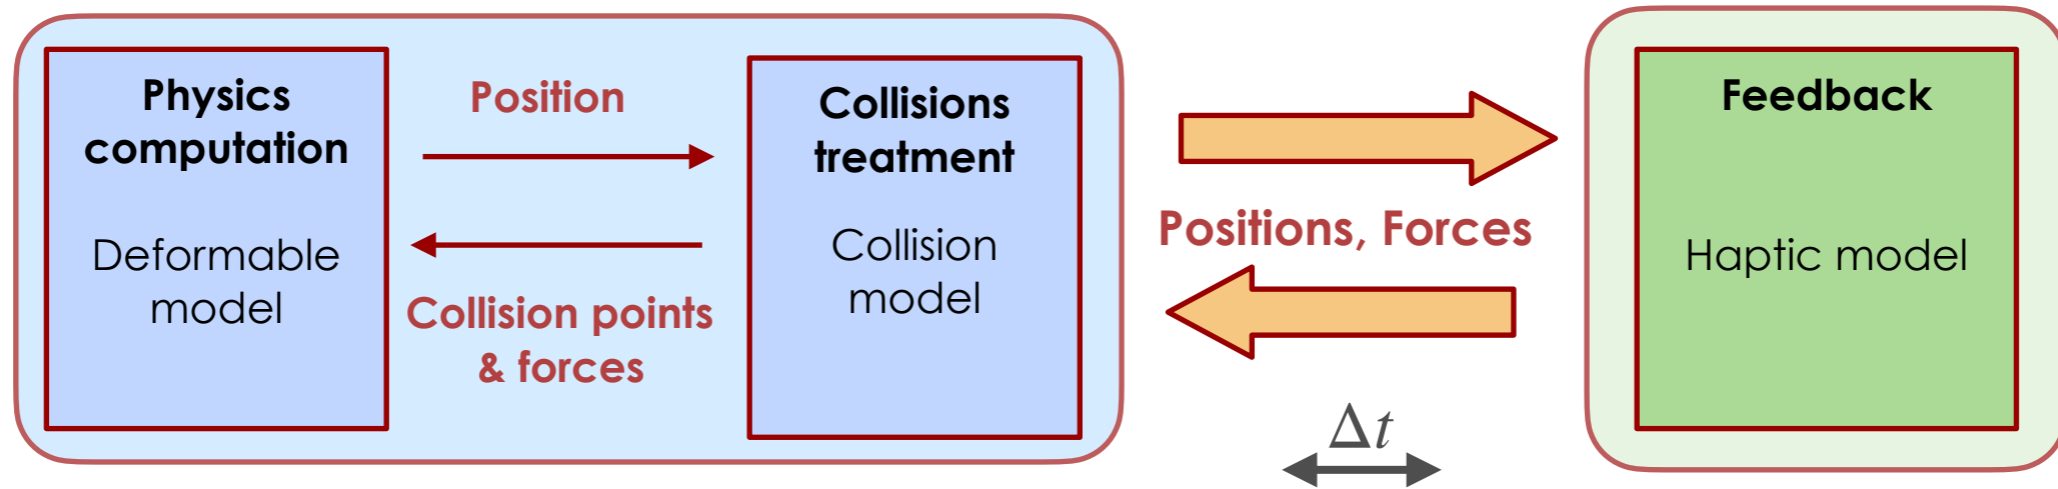 Physics
computation
Deformable
model
Position
Collision points
& forces
Collisions
treatment
Collision
model
Positions, Forces
Δt
Feedback
Haptic model